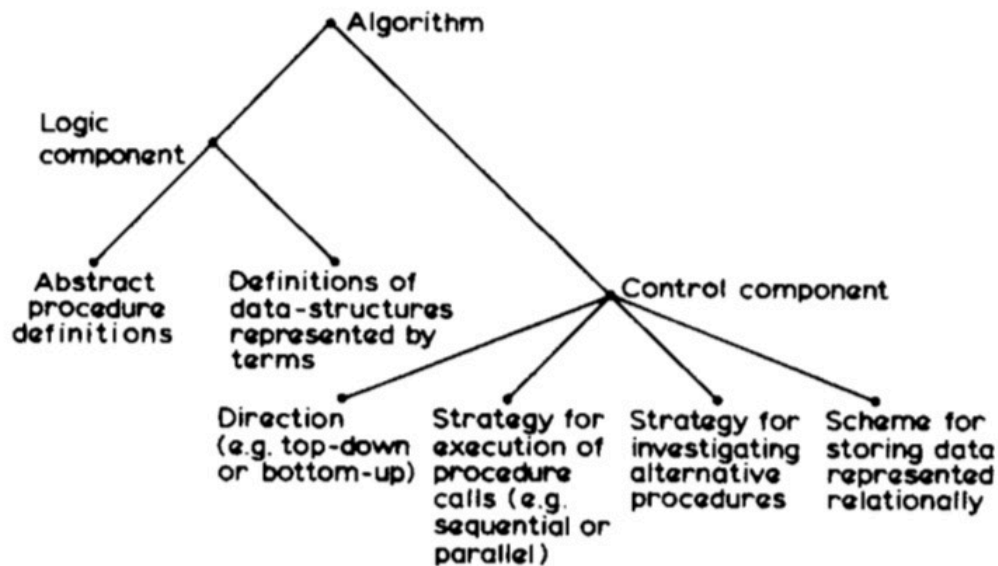 Algorithm
Logic
component
Abstract
procedure
definitions
Definitions of
data-structures
represented by
terms
Control component
Direction
(e.g. top-down
or bottom-up)
Strategy for
execution of
procedure
calls (e.g.
sequential or
parallel)
Strategy for
investigating
alternative
procedures
Scheme for
storing data
represented
relationally